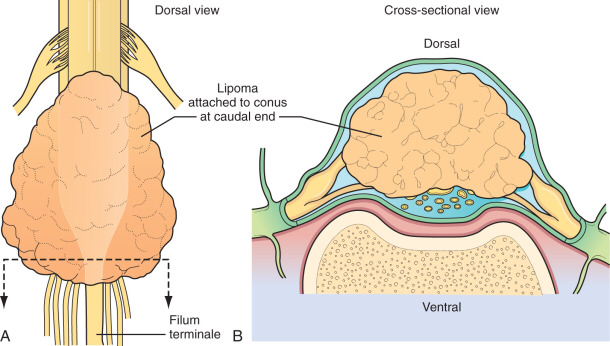 Dorsal view
Cross-sectional view
Dorsal
Lipoma
attached to conus
at caudal end
Ventral
Filum
terminale
A
B